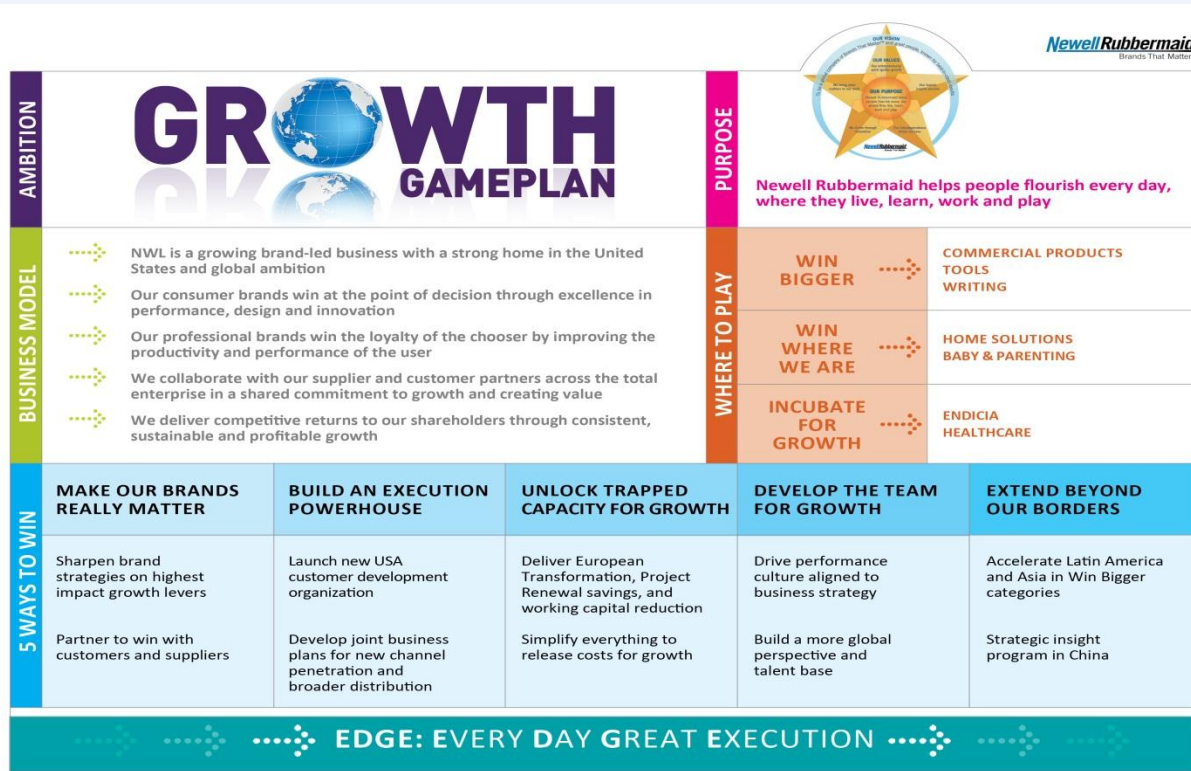 Newell Rubbermaid
Brands That Matter
AMBITION
GROWTH
GAMEPLAN
PURPOSE
OUR VISION
OUR VALUES
OUR PURPOSE
Newell Rubbermaid helps people flourish every day,
where they live, learn, work and play
BUSINESS MODEL
NWL is a growing brand-led business with a strong home in the United
States and global ambition
Our consumer brands win at the point of decision through excellence in
performance, design and innovation
Our professional brands win the loyalty of the chooser by improving the
productivity and performance of the user
We collaborate with our supplier and customer partners across the total
enterprise in a shared commitment to growth and creating value
We deliver competitive returns to our shareholders through consistent,
sustainable and profitable growth
WHERE TO PLAY
WIN
BIGGER
COMMERCIAL PRODUCTS
TOOLS
WRITING
WIN
WHERE
WE ARE
HOME SOLUTIONS
BABY & PARENTING
INCUBATE
FOR
GROWTH
ENDICIA
HEALTHCARE
5 WAYS TO WIN
MAKE OUR BRANDS
REALLY MATTER
Sharpen brand
strategies on highest
impact growth levers
Partner to win with
customers and suppliers
BUILD AN EXECUTION
POWERHOUSE
Launch new USA
customer development
organization
Develop joint business
plans for new channel
penetration and
broader distribution
UNLOCK TRAPPED
CAPACITY FOR GROWTH
Deliver European
Transformation, Project
Renewal savings, and
working capital reduction
Simplify everything to
release costs for growth
DEVELOP THE TEAM
FOR GROWTH
Drive performance
culture aligned to
business strategy
Build a more global
perspective and
talent base
EXTEND BEYOND
OUR BORDERS
Accelerate Latin America
and Asia in Win Bigger
categories
Strategic insight
program in China
EDGE: EVERY DAY GREAT EXECUTION